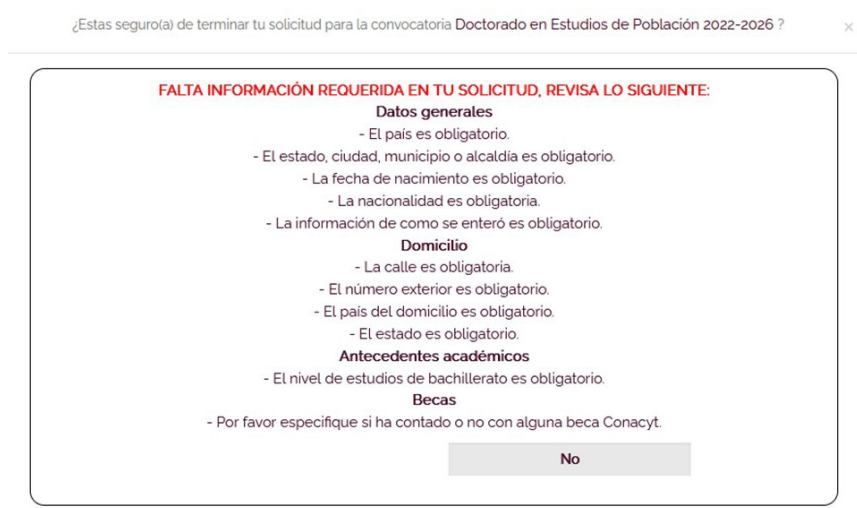 ¿Estas seguro(a) de terminar tu solicitud para la convocatoria Doctorado en Estudios de Población 2022-2026 ?
×
FALTA INFORMACIÓN REQUERIDA EN TU SOLICITUD, REVISA LO SIGUIENTE:
Datos generales
- El país es obligatorio.
- El estado, ciudad, municipio o alcaldía es obligatorio.
- La fecha de nacimiento es obligatorio.
- La nacionalidad es obligatoria.
- La información de como se enteró es obligatorio.
Domicilio
- La calle es obligatoria.
- El número exterior es obligatorio.
- El país del domicilio es obligatorio.
- El estado es obligatorio.
Antecedentes académicos
- El nivel de estudios de bachillerato es obligatorio.
Becas
- Por favor especifique si ha contado o no con alguna beca Conacyt.
No